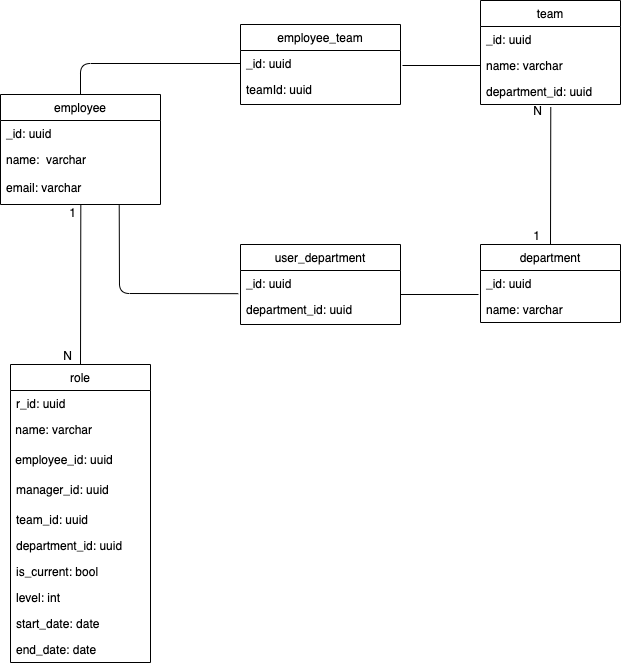 team
_id: uuid
name: varchar
department_id: uuid
N
employee_team
_id: uuid
teamId: uuid
employee
_id: uuid
name:  varchar
email: varchar
1
1
user_department
_id: uuid
department_id: uuid
department
_id: uuid
name: varchar
N
role
r_id: uuid
name: varchar
employee_id: uuid
manager_id: uuid
team_id: uuid
department_id: uuid
is_current: bool
level: int
start_date: date
end_date: date